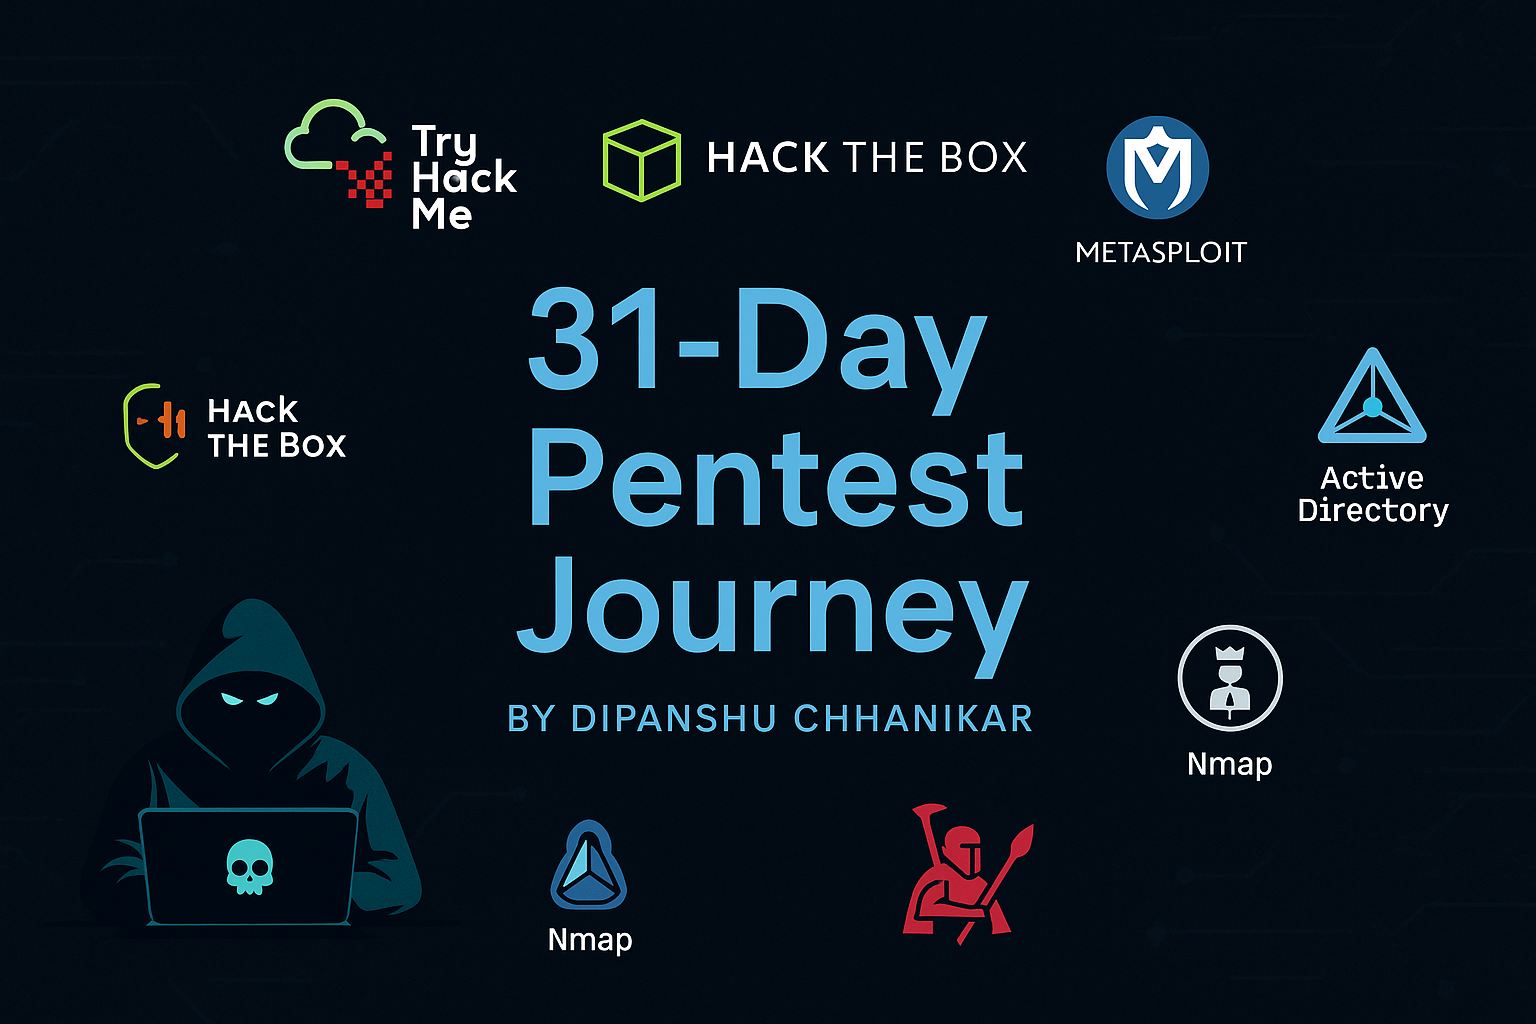 Try
Hack
Me
HACK THE BOX
METASPLOIT
31-Day
Pentest
Journey
BY DIPANSHU CHHANIKAR
HACK
THE BOX
Active
Directory
Nmap
Nmap